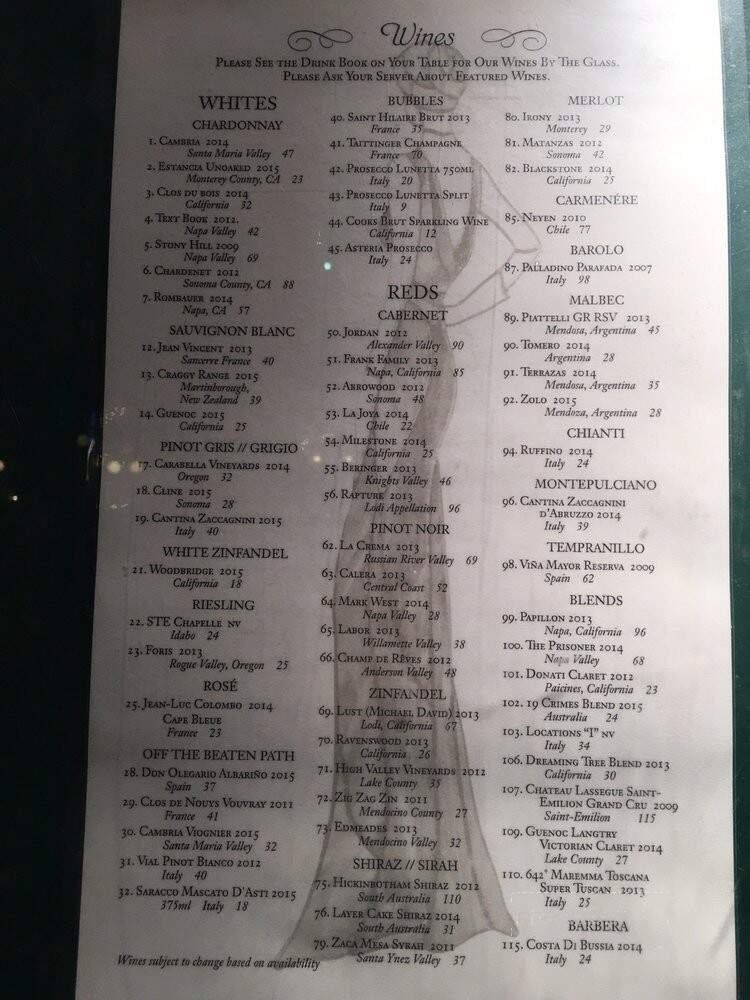 Wines
Please See the Drink Book on Your Table for Our Wines By The Glass.
Please Ask Your Server About Featured Wines.
WHITES
CHARDONNAY
1. Cambria 2014
Santa Maria Valley 47
2. Estancia Unoaked 2015
Monterey County, CA 23
3. Clos du bois 2014
California 32
4. Text Book 2012.
Napa Valley 42
5. Stony Hill 2009
Napa Valley 69
6. Chardenet 2012
Sonoma County, CA 88
7. Rombauer 2014
Napa, CA 57
SAUVIGNON BLANC
12. Jean Vincent 2013
Sancerre France 40
13. Craggy Range 2015
Martinborough,
New Zealand 39
14. Guenoc 2015
California 25
PINOT GRIS // GRIGIO
17. Carabella Vineyards 2014
Oregon 32
18. Cline 2015
Sonoma 28
19. Cantina Zaccagnini 2015
Italy 40
WHITE ZINFANDEL
21. Woodbridge 2015
California 18
RIESLING
22. STE Chapelle nv
Idaho 24
23. Foris 2013
Rogue Valley, Oregon 25
ROSÉ
25. Jean-Luc Colombo 2014
Cape Bleue
France 23
OFF THE BEATEN PATH
28. Don Olegario Albariño 2015
Spain 37
29. Clos de Nouys Vouvray 2011
France 41
30. Cambria Viognier 2015
Santa Maria Valley 32
31. Vial Pinot Bianco 2012
Italy 40
32. Saracco Mascato D'Asti 2015
375ml Italy 18
Wines subject to change based on availability
BUBBLES
40. Saint Hilaire Brut 2013
France 35
41. Taittinger Champagne
France 70
42. Prosecco Lunetta 750ml
Italy 20
43. Prosecco Lunetta Split
Italy 9
44. Cooks Brut Sparkling Wine
California 12
45. Asteria Prosecco
Italy 24
REDS
CABERNET
50. Jordan 2012
Alexander Valley 90
51. Frank Family 2013
Napa, California 85
52. Arrowood 2012
Sonoma 48
53. La Joya 2014
Chile 22
54. Milestone 2014
California 25
55. Beringer 2013
Knights Valley 46
56. Rapture 2013
Lodi Appellation 96
PINOT NOIR
62. La Crema 2013
Russian River Valley 69
63. Calera 2013
Central Coast 52
64. Mark West 2014
Napa Valley 28
65. Labor 2013
Willamette Valley 38
66. Champ de Rêves 2012
Anderson Valley 48
ZINFANDEL
69. Lust (Michael David) 2013
Lodi, California 67
70. Ravenswood 2013
California 26
71. High Valley Vineyards 2012
Lake County 35
72. Zig Zag Zin 2011
Mendocino County 27
73. Edmeades 2013
Mendocino Valley 32
SHIRAZ // SIRAH
75. Hickinbotham Shiraz 2012
South Australia 110
76. Layer Cake Shiraz 2014
South Australia 31
79. Zaca Mesa Syrah 2011
Santa Ynez Valley 37
MERLOT
80. Irony 2013
Monterey 29
81. Matanzas 2012
Sonoma 42
82. Blackstone 2014
California 25
CARMENÉRE
85. Neyen 2010
Chile 77
BAROLO
87. Palladino Parafada 2007
Italy 98
MALBEC
89. Piattelli GR RSV 2013
Mendosa, Argentina 45
90. Tomero 2014
Argentina 28
91. Terrazas 2014
Mendosa, Argentina 35
92. Zolo 2015
Mendoza, Argentina 28
CHIANTI
94. Ruffino 2014
Italy 24
MONTEPULCIANO
96. Cantina Zaccagnini
d'Abruzzo 2014
Italy 39
TEMPRANILLO
98. Viña Mayor Reserva 2009
Spain 62
BLENDS
99. Papillon 2013
Napa, California 96
100. The Prisoner 2014
Napa Valley 68
101. Donati Claret 2012
Paicines, California 23
102. 19 Crimes Blend 2015
Australia 24
103. Locations "I" nv
Italy 34
106. Dreaming Tree Blend 2013
California 30
107. Chateau Lassegue Saint-
Emilion Grand Cru 2009
Saint-Emilion 115
109. Guenoc Langtry
Victorian Claret 2014
Lake County 27
110. 642° Maremma Toscana
Super Tuscan 2013
Italy 25
BARBERA
115. Costa Di Bussia 2014
Italy 24